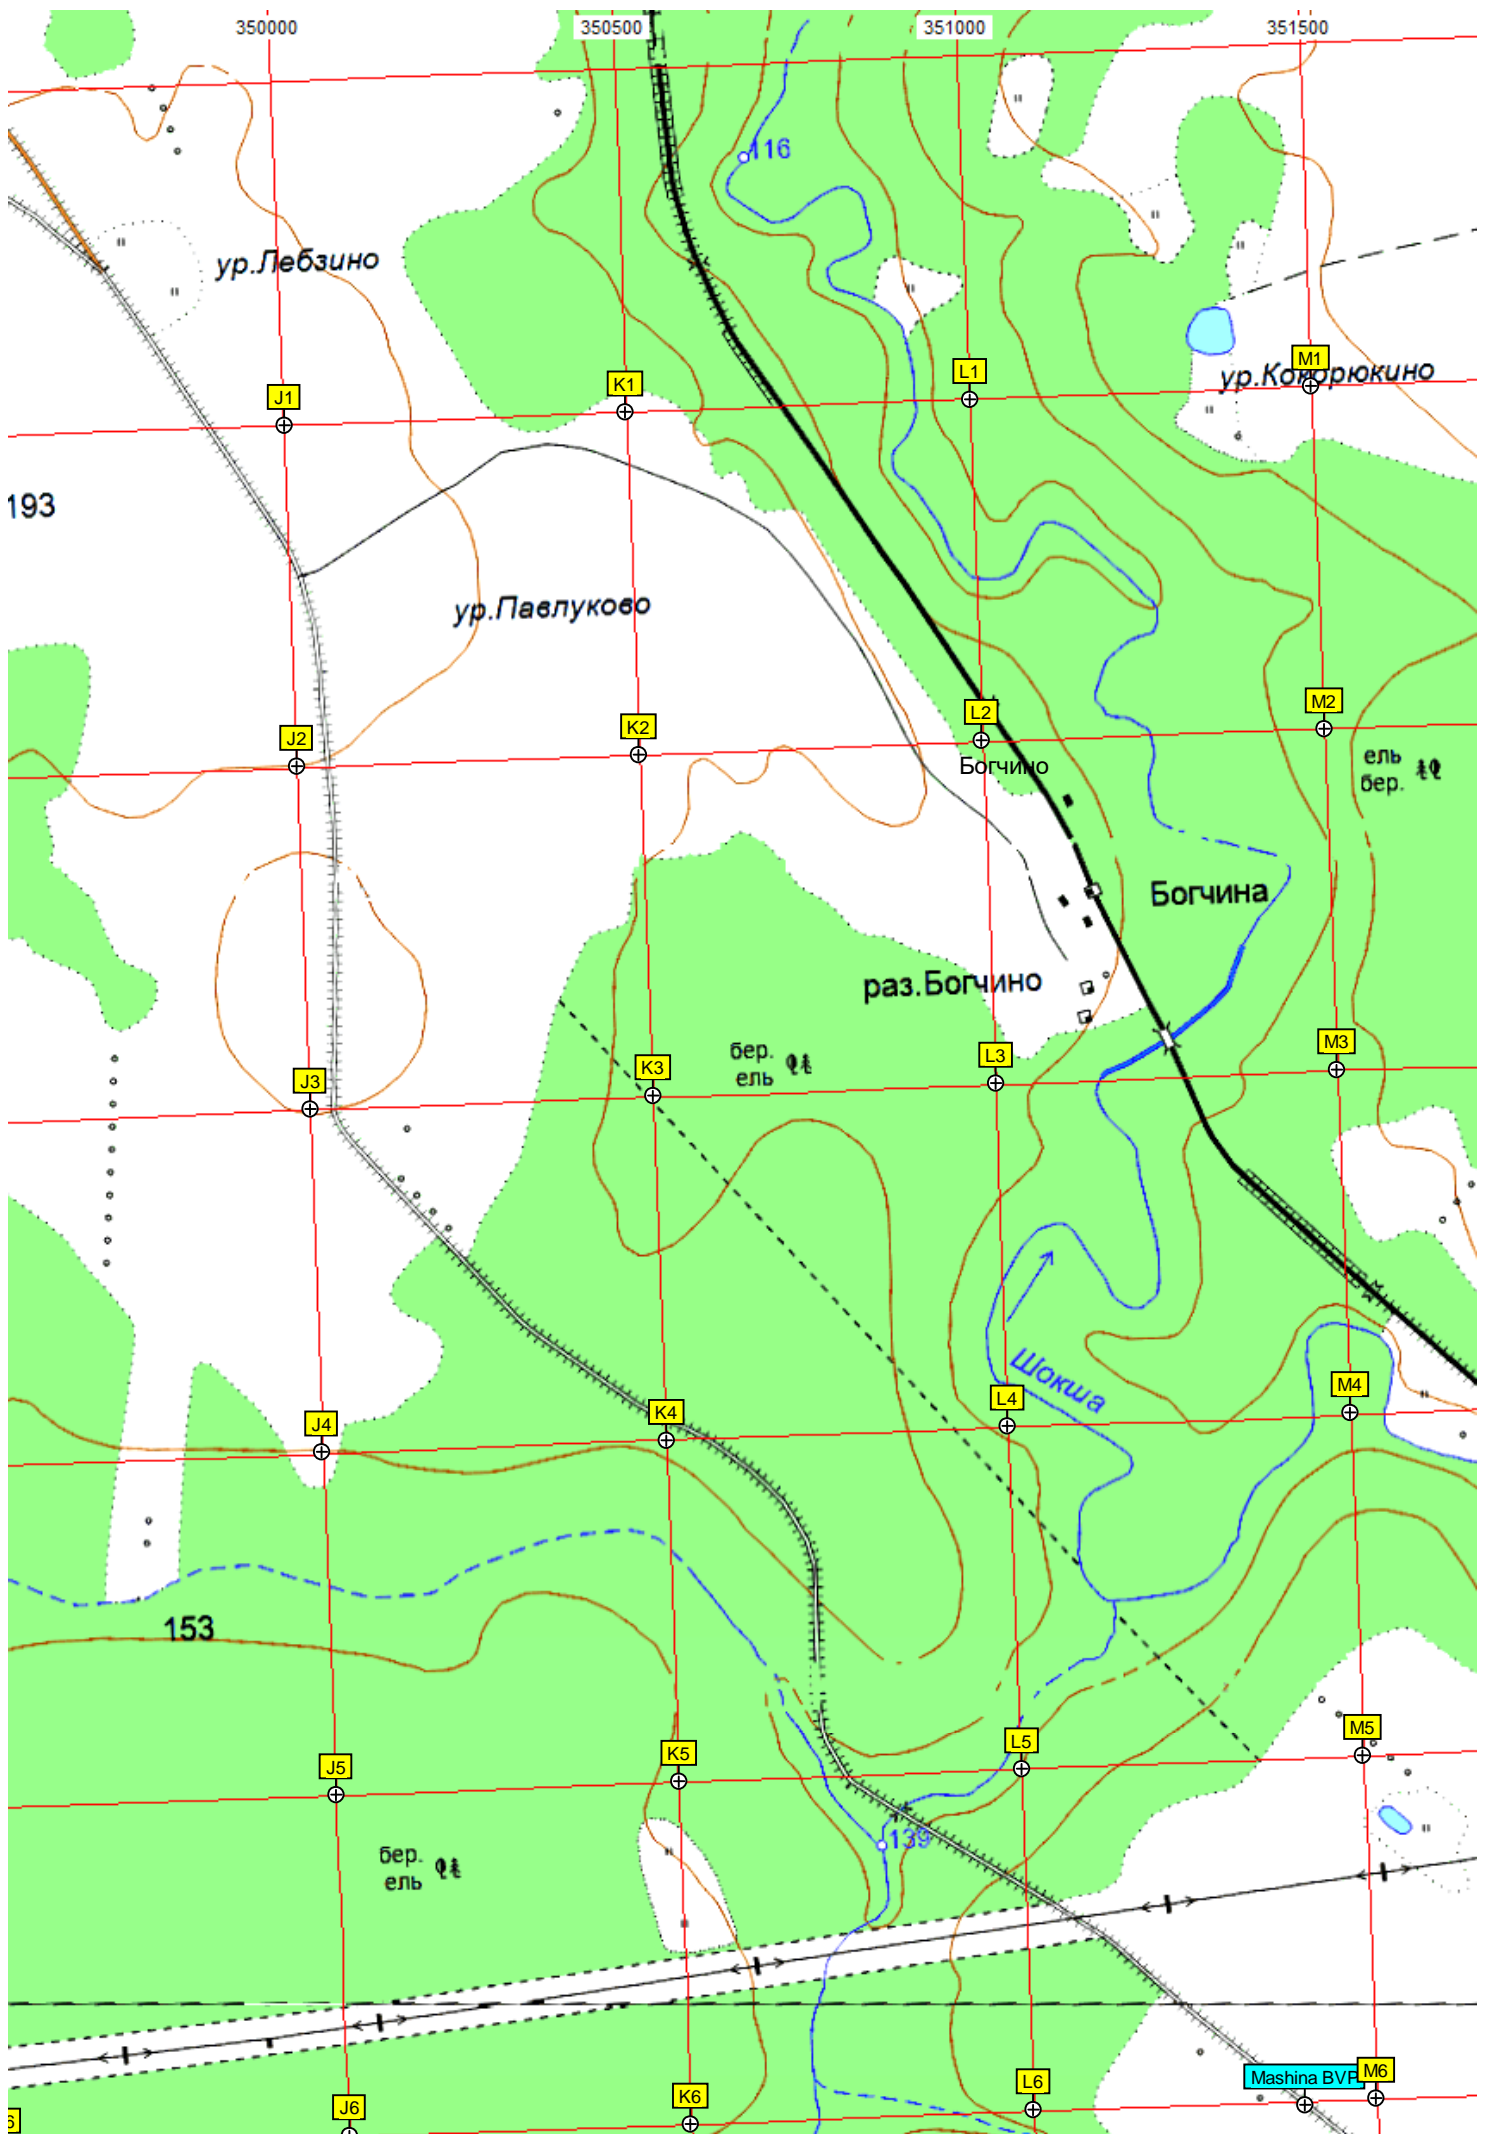 350000 350500 351000 351500
116
ур.Лебзино
M1
L1
ур.Кокорюкино
K1
J1
193
ур.Павлуково
M2
L2
K2
J2
Богчино
ель
бер.
Богчина
раз.Богчино
M3
бер.
ель
L3
K3
J3
Шокша
M4
L4
K4
J4
153
M5
L5
K5
J5
139
бер.
ель
M6
Mashina BVP
L6
K6
J6
6